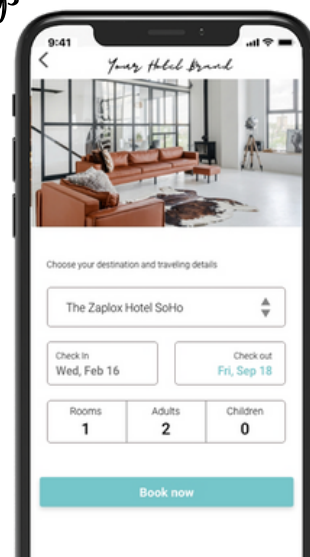 9:41
Your Hotel Brand
Choose your destination and traveling details
The Zaplox Hotel SoHo
Check In Check out
Wed, Feb 16 Fri, Sep 18
Rooms Adults Children
1 2 0
Book now